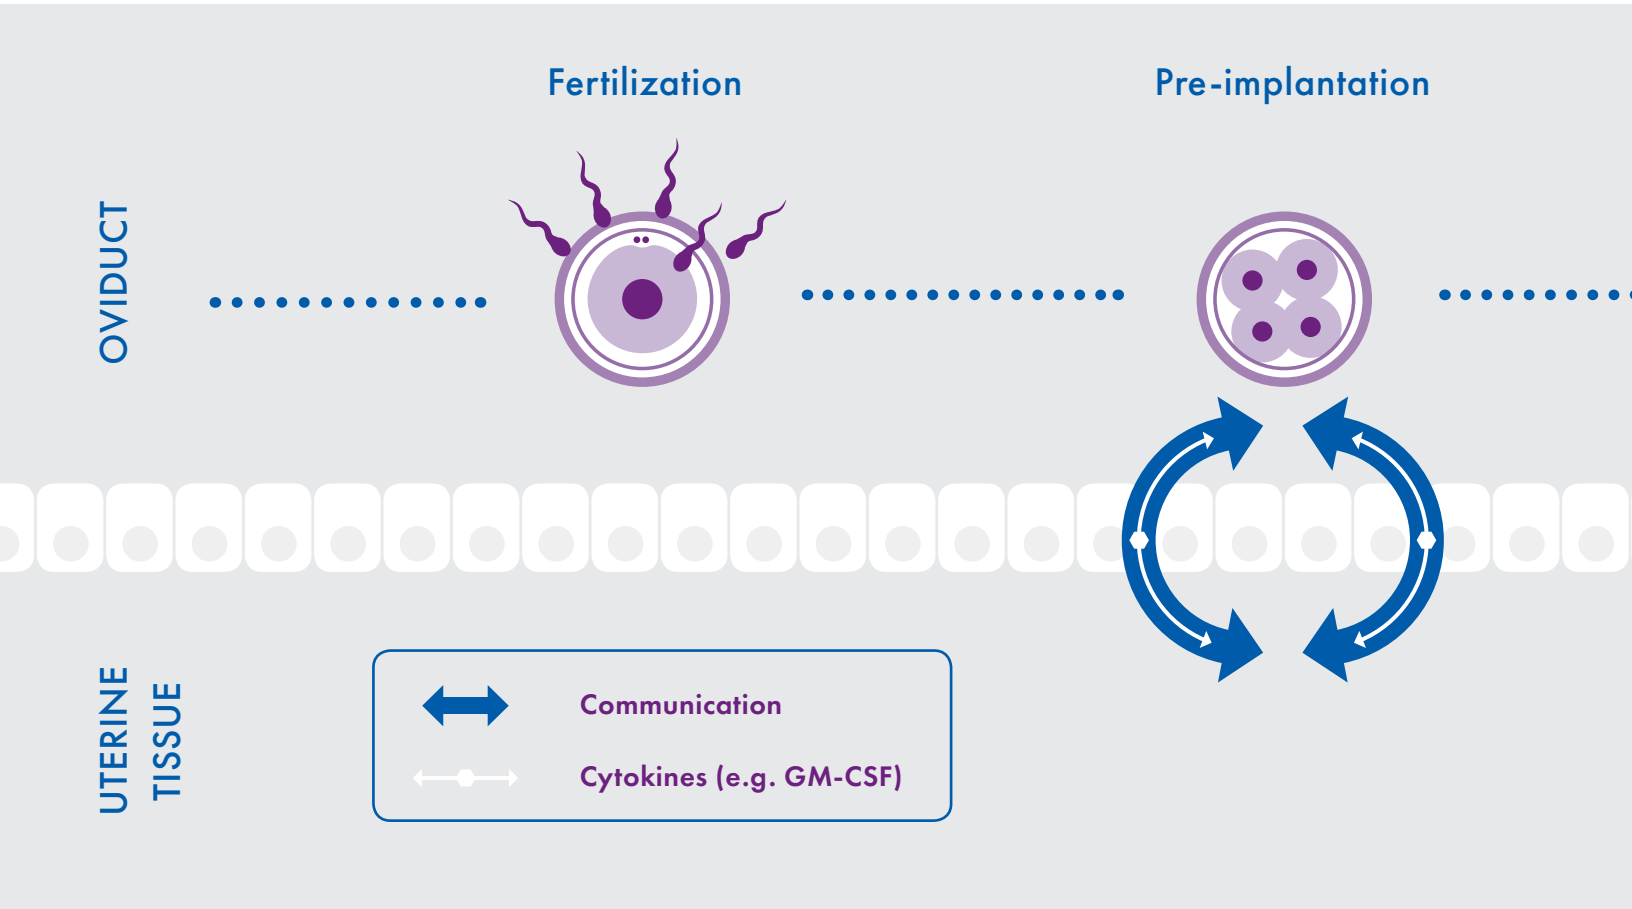 Fertilization
Pre-implantation
OVIDUCT
UTERINE
TISSUE
Communication
Cytokines (e.g. GM-CSF)